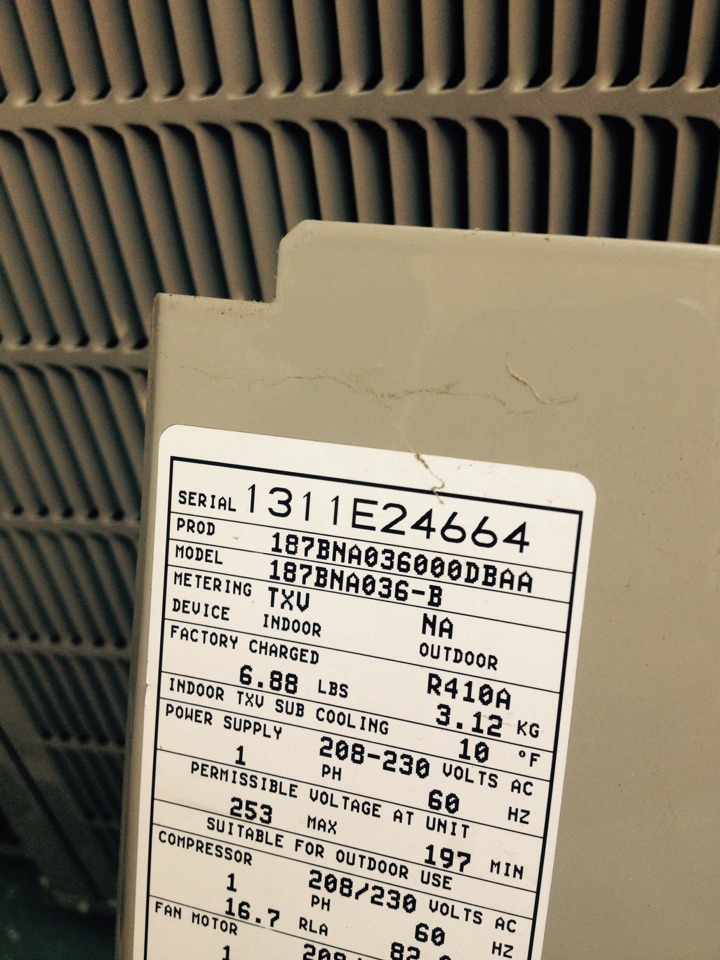 SERIAL 1311E24664
PROD 187BNA036000DBAA
MODEL 187BNA036-B
METERING TXV NA
DEVICE INDOOR OUTDOOR
FACTORY CHARGED R410A
6.88 LBS 3.12 KG
INDOOR TXV SUB COOLING 10 °F
POWER SUPPLY 208-230 VOLTS AC
1 PH 60 HZ
PERMISSIBLE VOLTAGE AT UNIT
253 MAX 197 MIN
SUITABLE FOR OUTDOOR USE
COMPRESSOR 208/230 VOLTS AC
1 PH 60 HZ
16.7 RLA
FAN MOTOR
1